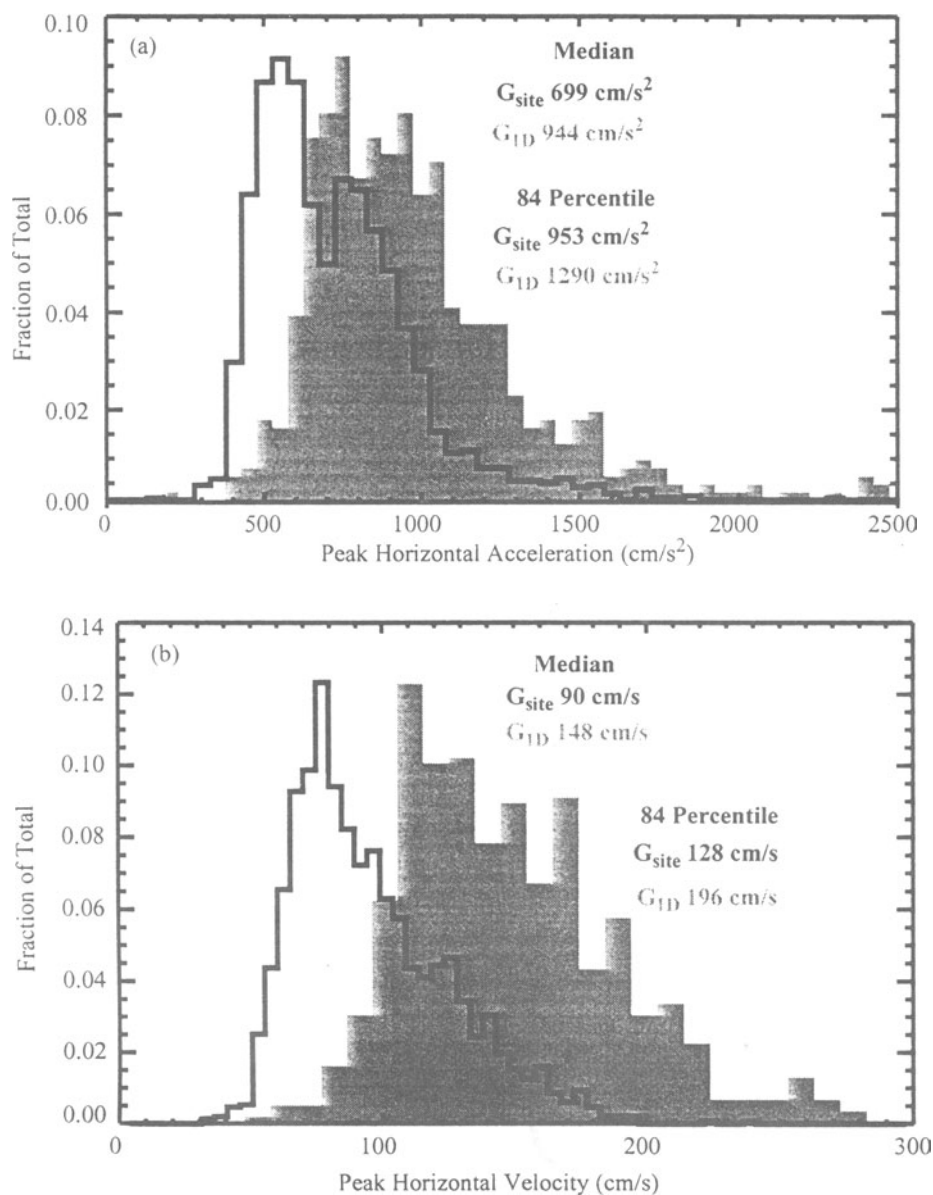 0.10
(a)
Median
G_site 699 cm/s²
G_1D 944 cm/s²
0.08
84 Percentile
G_site 953 cm/s²
G_1D 1290 cm/s²
0.06
Fraction of Total
0.04
0.02
0.00
0 500 1000 1500 2000 2500
Peak Horizontal Acceleration (cm/s²)
0.14
(b)
Median
G_site 90 cm/s
G_1D 148 cm/s
0.12
0.10
84 Percentile
G_site 128 cm/s
G_1D 196 cm/s
0.08
Fraction of Total
0.06
0.04
0.02
0.00
0 100 200 300
Peak Horizontal Velocity (cm/s)